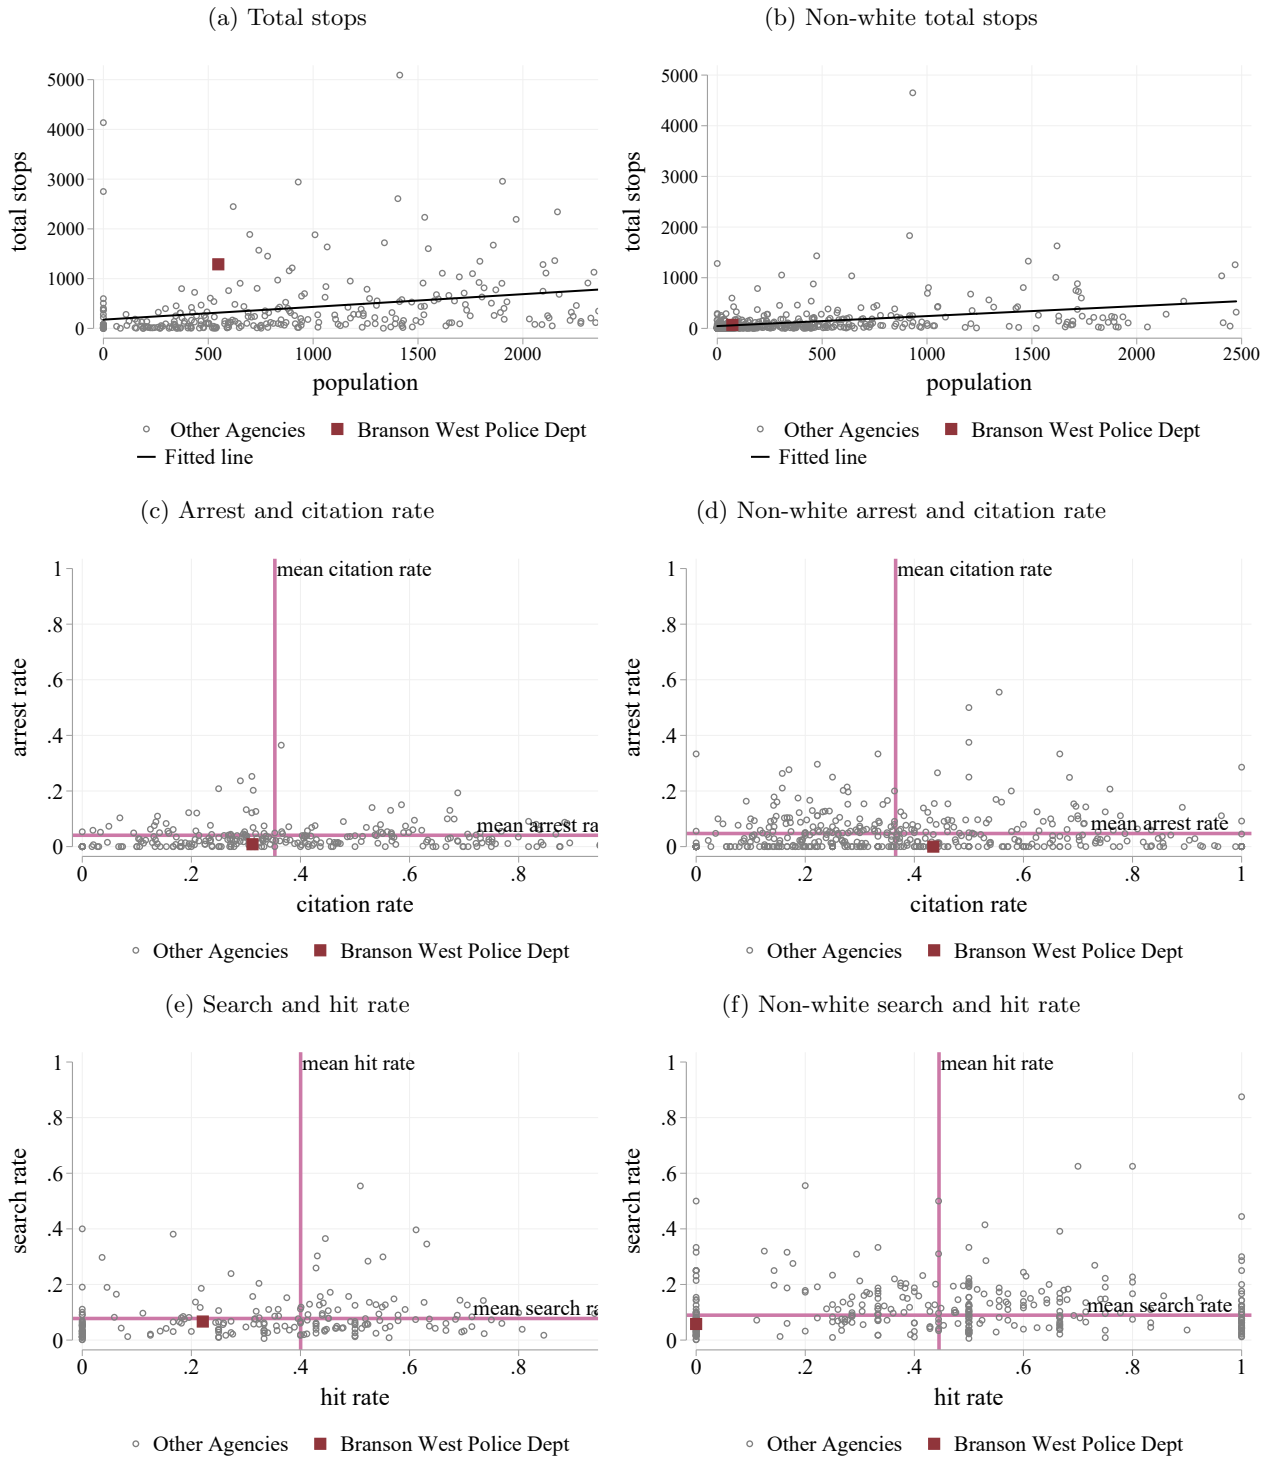 (a) Total stops
(b) Non-white total stops
total stops
5000
4000
3000
2000
1000
0
0 500 1000 1500 2000
population
Other Agencies Branson West Police Dept
Fitted line
total stops
5000
4000
3000
2000
1000
0
0 500 1000 1500 2000 2500
population
Other Agencies Branson West Police Dept
Fitted line
(c) Arrest and citation rate
(d) Non-white arrest and citation rate
arrest rate
1
.8
.6
.4
.2
0
mean citation rate
mean arrest ra
0 .2 .4 .6 .8
citation rate
Other Agencies Branson West Police Dept
arrest rate
1
.8
.6
.4
.2
0
mean citation rate
mean arrest rate
0 .2 .4 .6 .8 1
citation rate
Other Agencies Branson West Police Dept
(e) Search and hit rate
(f) Non-white search and hit rate
search rate
1
.8
.6
.4
.2
0
mean hit rate
mean search ra
0 .2 .4 .6 .8
hit rate
Other Agencies Branson West Police Dept
search rate
1
.8
.6
.4
.2
0
mean hit rate
mean search rate
0 .2 .4 .6 .8 1
hit rate
Other Agencies Branson West Police Dept